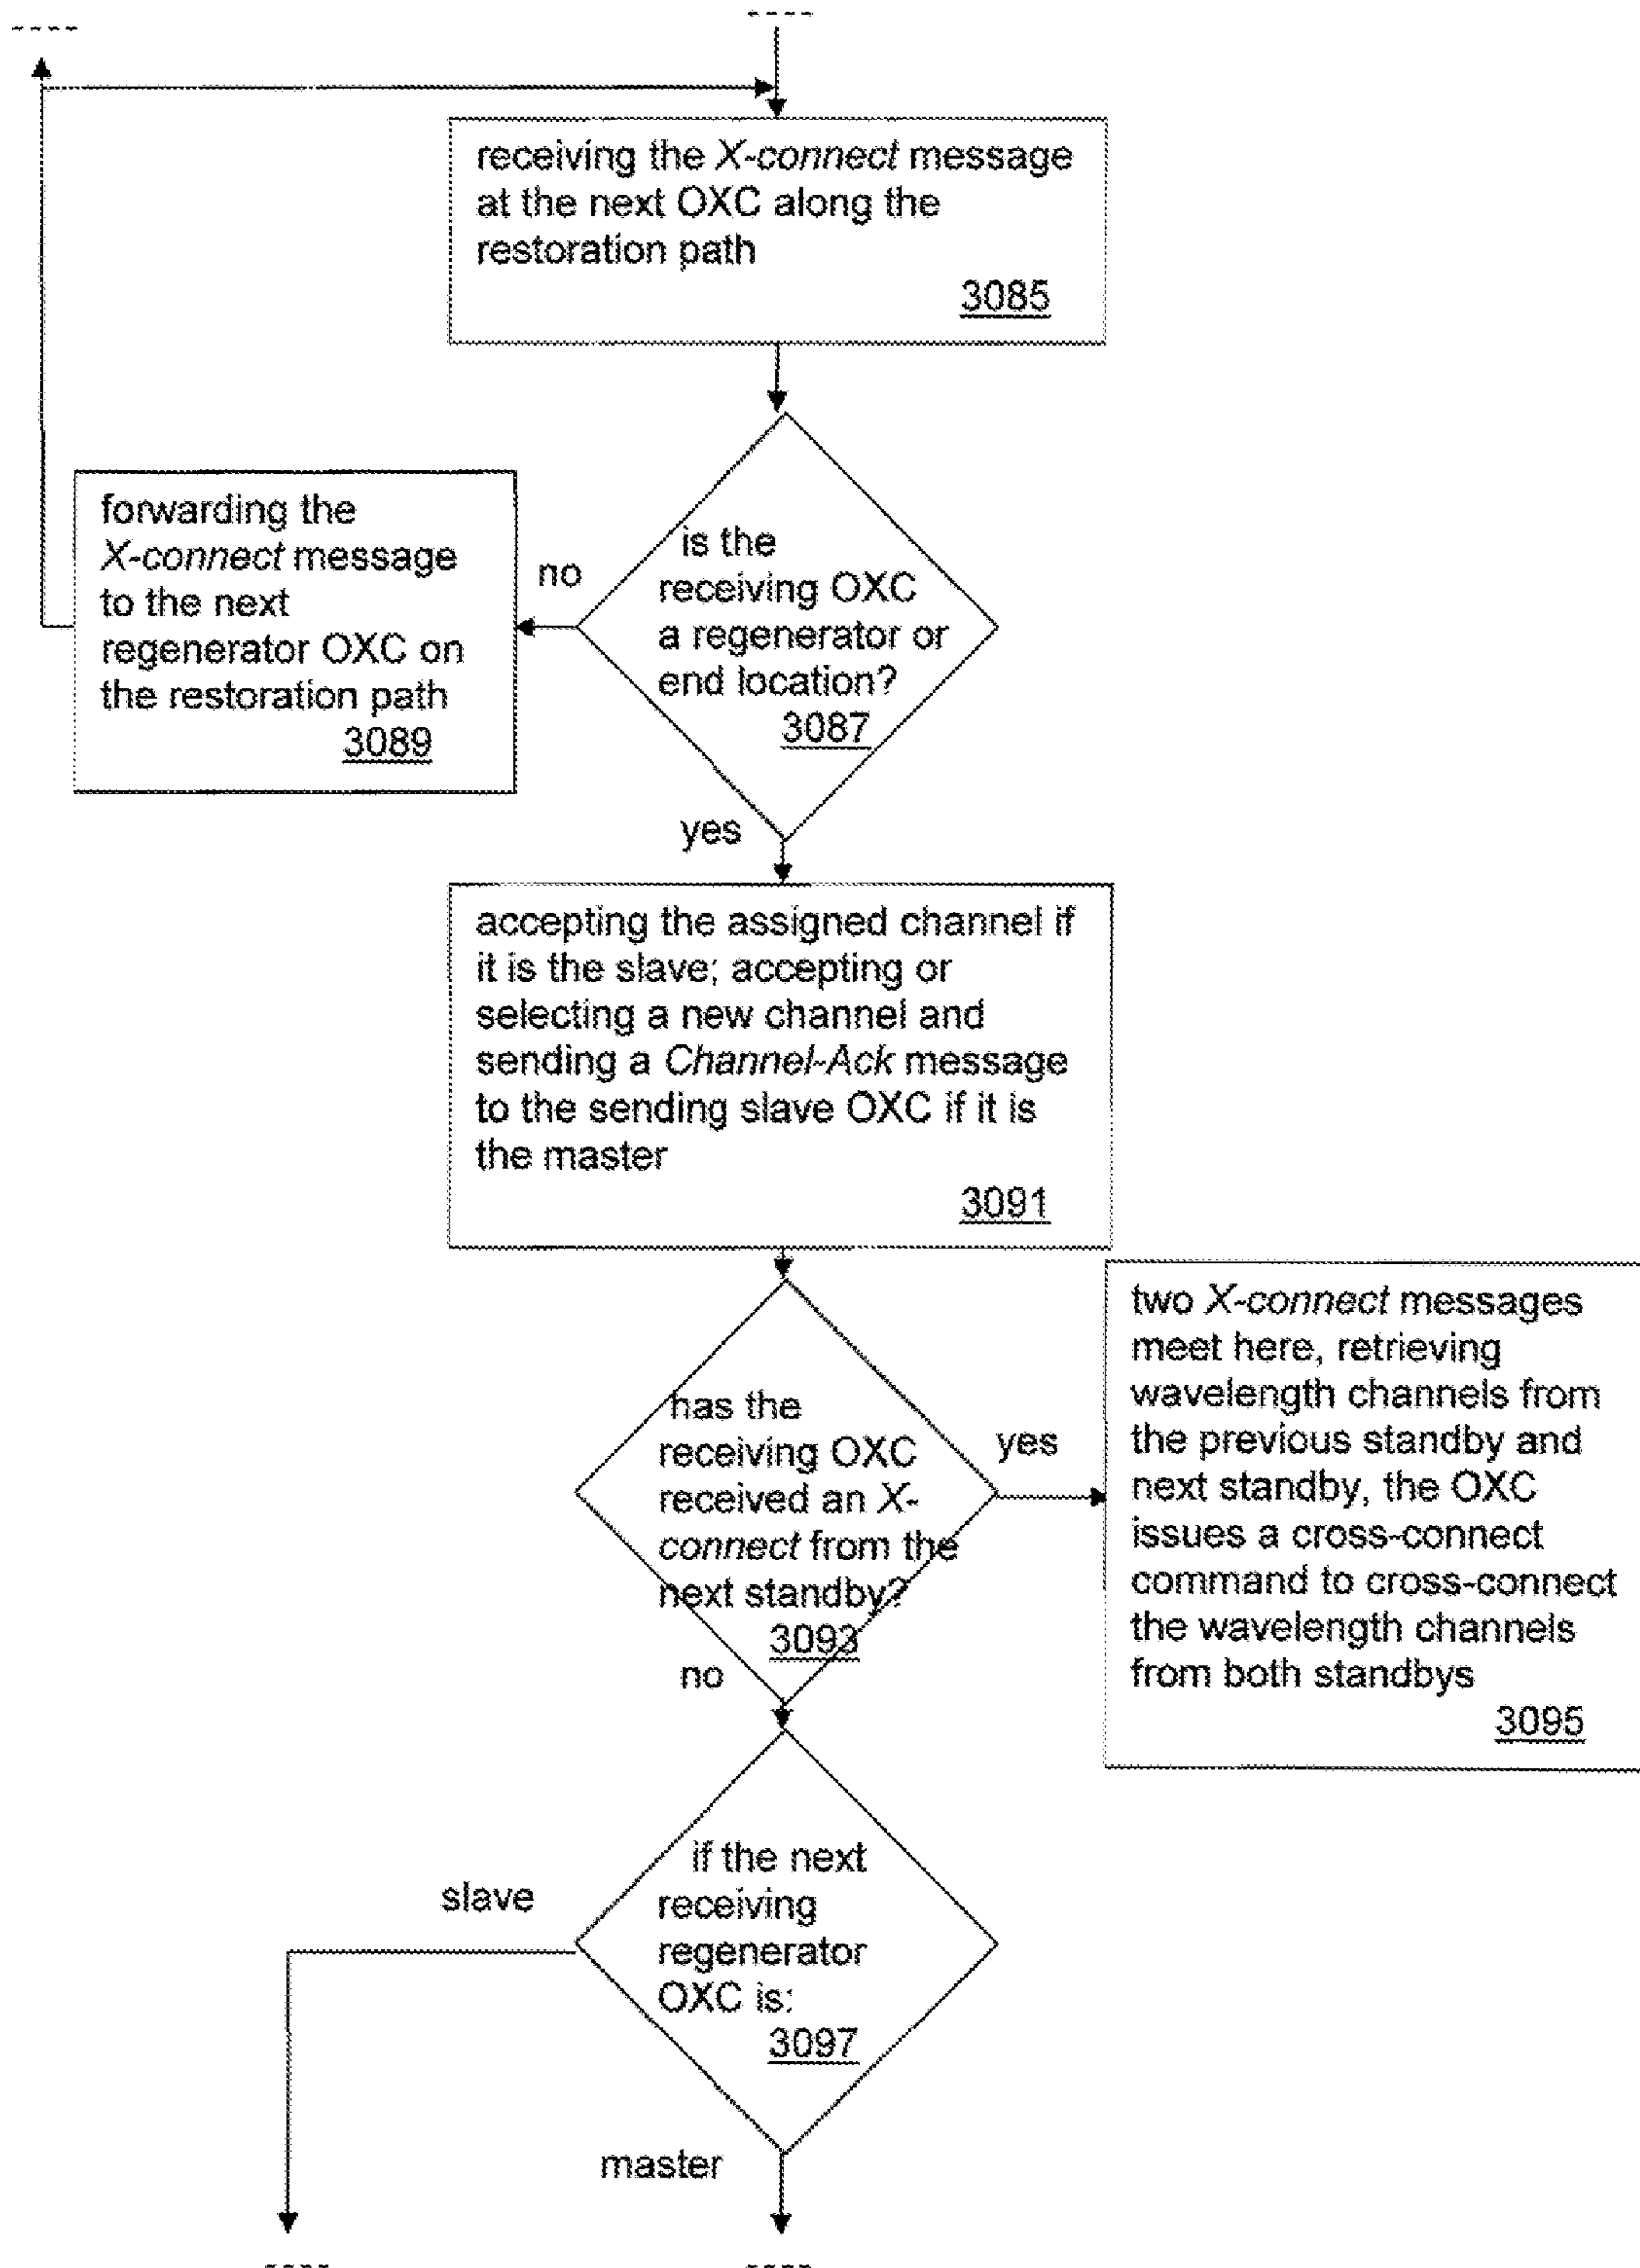 receiving the X-connect message
at the next OXC along the
restoration path
3085
forwarding the
X-connect message
to the next
regenerator OXC on
the restoration path
3089
no
is the
receiving OXC
a regenerator or
end location?
3087
yes
accepting the assigned channel if
it is the slave; accepting or
selecting a new channel and
sending a Channel-Ack message
to the sending slave OXC if it is
the master
3091
has the
receiving OXC
received an X-
connect from the
next standby?
3093
yes
two X-connect messages
meet here, retrieving
wavelength channels from
the previous standby and
next standby, the OXC
issues a cross-connect
command to cross-connect
the wavelength channels
from both standbys
3095
no
if the next
receiving
regenerator
OXC is:
3097
slave
master